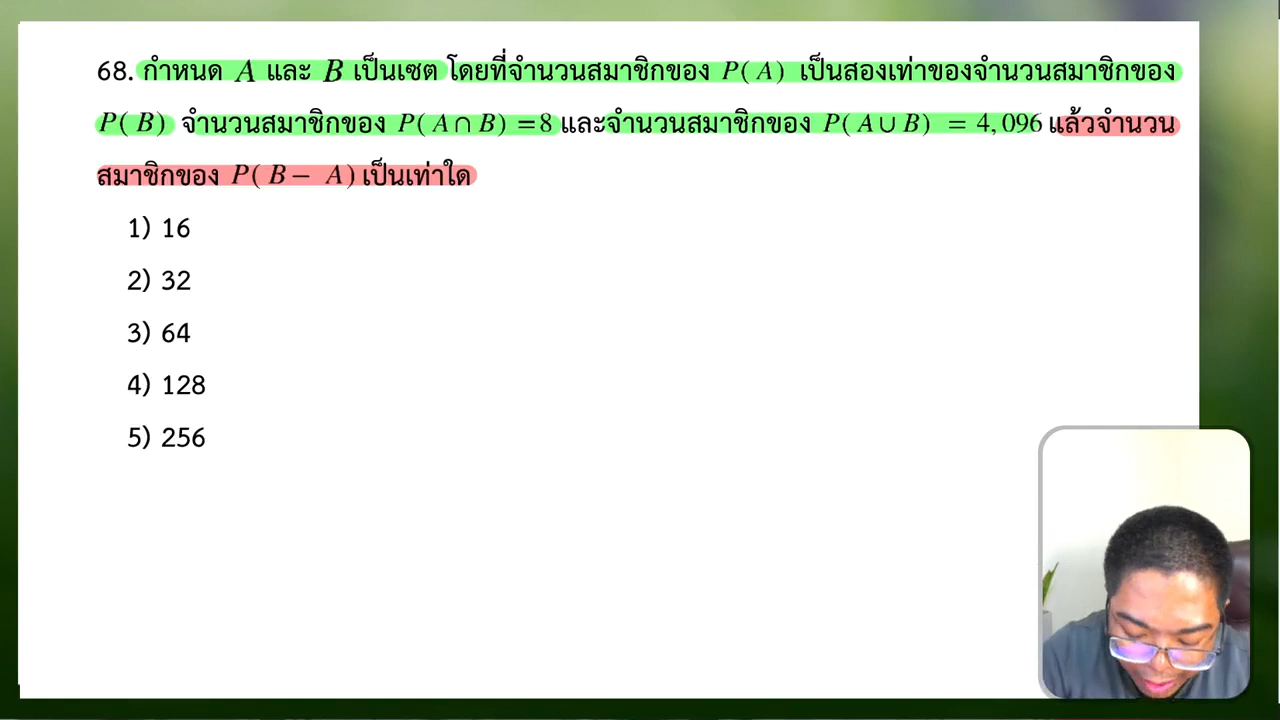 68. กำหนด A และ B เป็นเซต โดยที่จำนวนสมาชิกของ P( A) เป็นสองเท่าของจำนวนสมาชิกของ
P( B) จำนวนสมาชิกของ P( A ∩ B) = 8 และจำนวนสมาชิกของ P( A ∪ B) = 4, 096 แล้วจำนวน
สมาชิกของ P( B − A) เป็นเท่าใด
1) 16
2) 32
3) 64
4) 128
5) 256